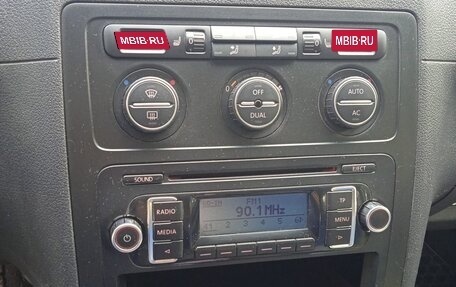 MBIB.RU
MBIB.RU
0
OFF
DUAL
AUTO
AC
SOUND
EJECT
RADIO
MEDIA
FM1
90.1MHz
1 2 3 4 5 6
TP
MENU